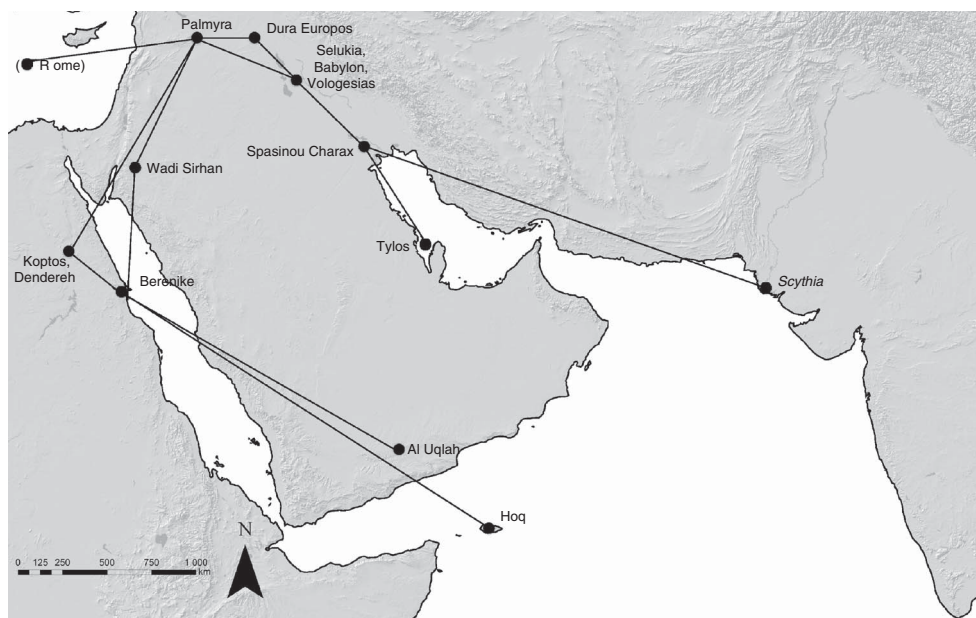 Palmyra
Dura Europos
Selukia,
Babylon,
Vologesias
( R ome)
Spasinou Charax
Wadi Sirhan
Tylos
Koptos,
Dendereh
Berenike
Scythia
Al Uqlah
Hoq
N
0 125 250 500 750 1 000
km